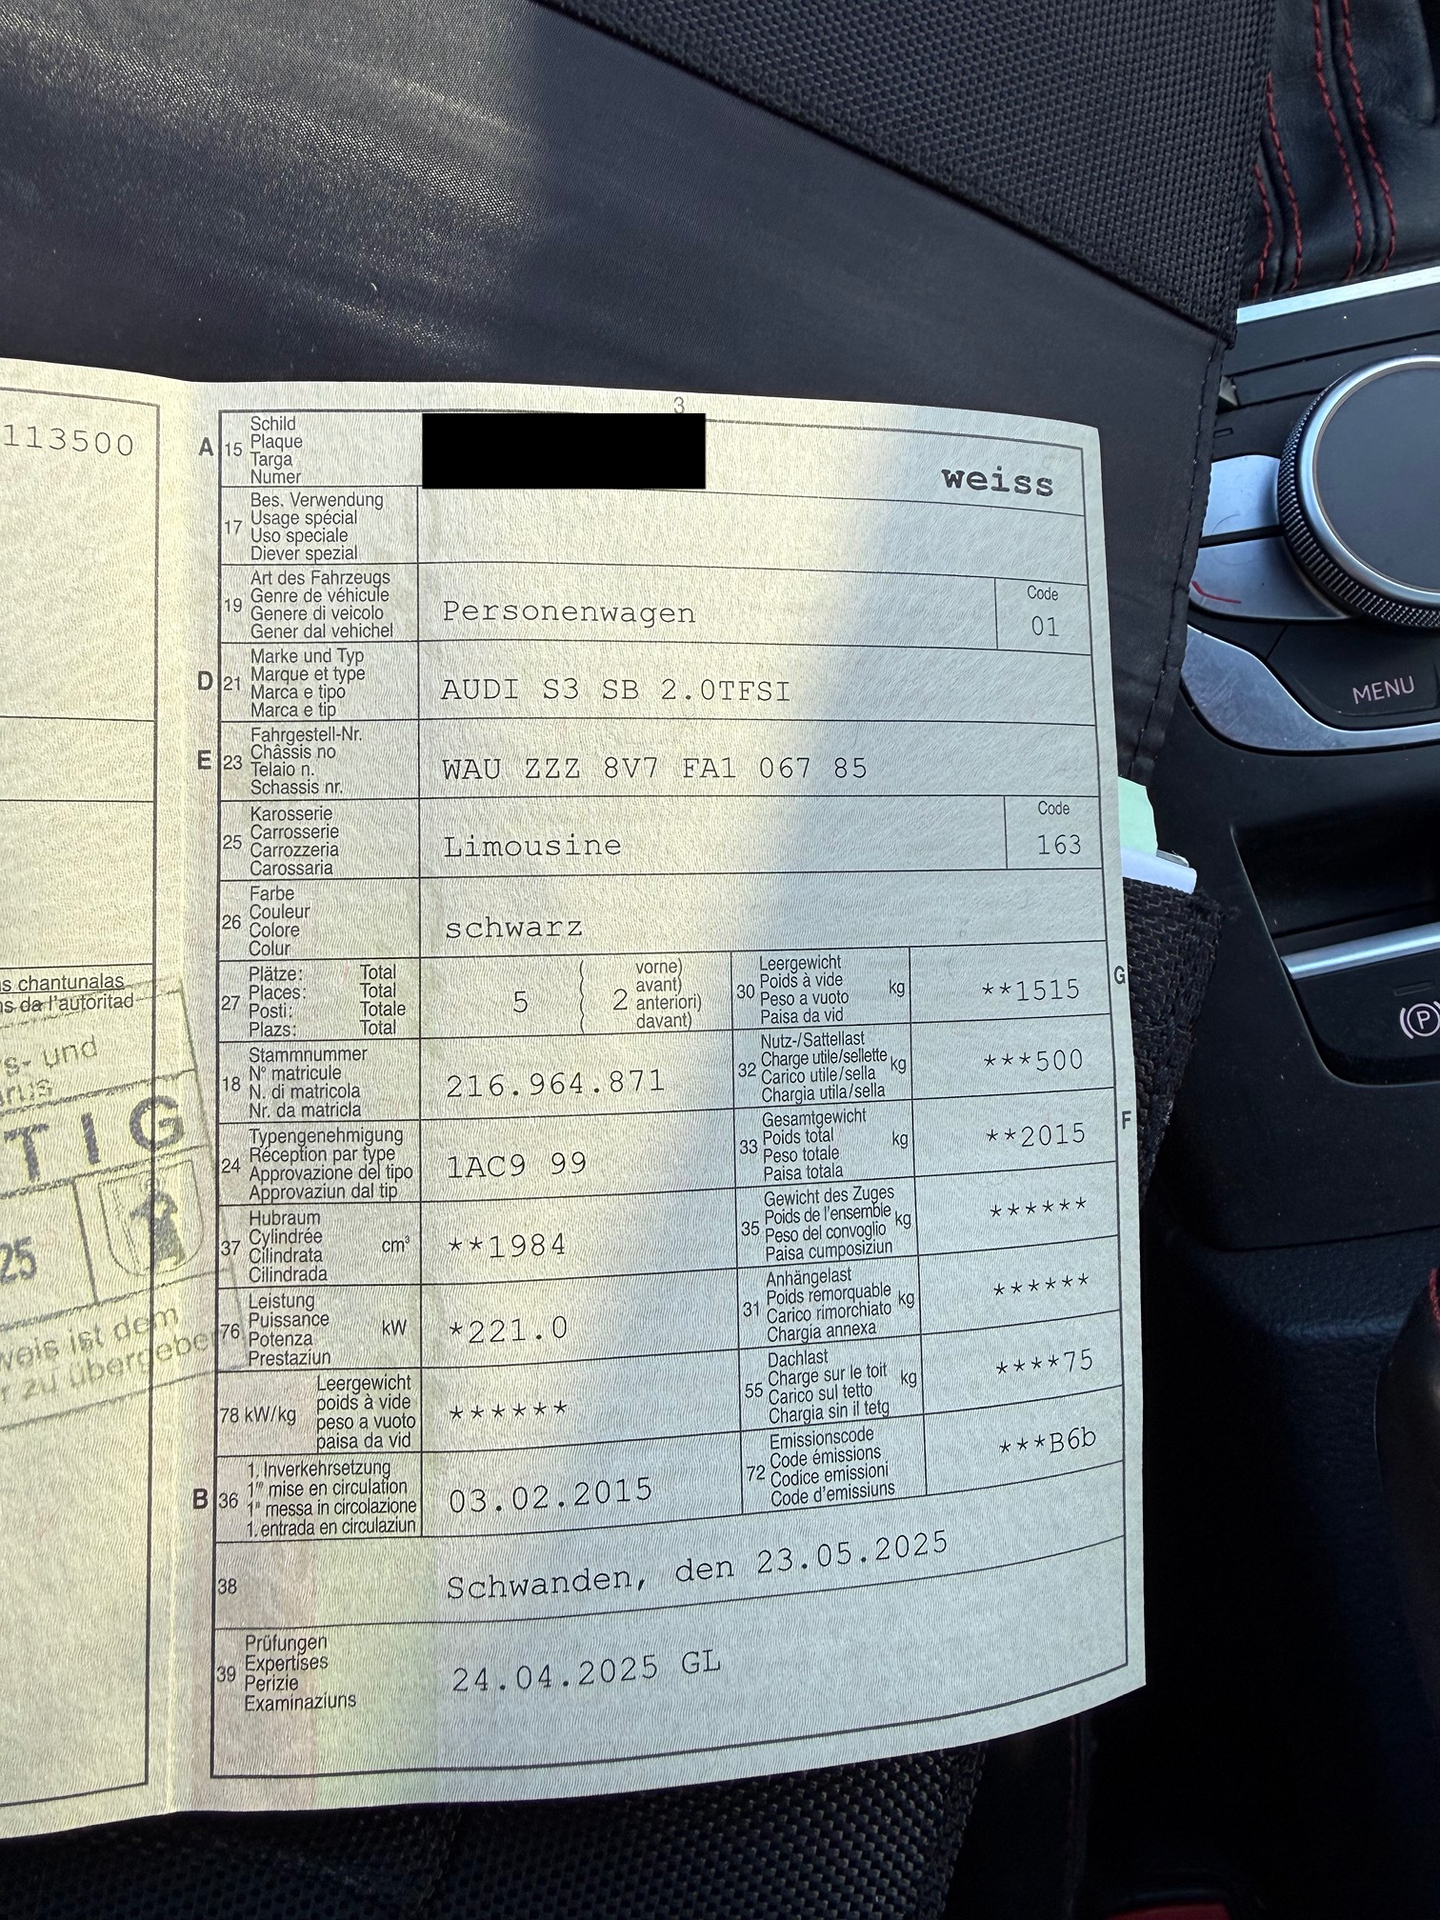 113500
s chantunalas
s da l'autoritad
s- und
arus
TIG
25
weis ist dem
r zu übergeben
3
A 15 Schild
Plaque
Targa
Numer
weiss
17 Bes. Verwendung
Usage spécial
Uso speciale
Diever spezial
19 Art des Fahrzeugs
Genre de véhicule
Genere di veicolo
Gener dal vehichel
Personenwagen
Code
01
D 21 Marke und Typ
Marque et type
Marca e tipo
Marca e tip
AUDI S3 SB 2.0TFSI
E 23 Fahrgestell-Nr.
Châssis no
Telaio n.
Schassis nr.
WAU ZZZ 8V7 FA1 067 85
25 Karosserie
Carrosserie
Carrozzeria
Carossaria
Limousine
Code
163
26 Farbe
Couleur
Colore
Colur
schwarz
27 Plätze: Total
Places: Total
Posti: Totale
Plazs: Total
5
2
vorne)
avant)
anteriori)
davant)
30 Leergewicht
Poids à vide
Peso a vuoto
Paisa da vid
kg
**1515
G
18 Stammnummer
N° matricule
N. di matricola
Nr. da matricla
216.964.871
32 Nutz-/Sattellast
Charge utile/sellette
Carico utile/sella
Chargia utila/sella
kg
***500
24 Typengenehmigung
Réception par type
Approvazione del tipo
Approvaziun dal tip
1AC9 99
33 Gesamtgewicht
Poids total
Peso totale
Paisa totala
kg
**2015
F
37 Hubraum
Cylindrée
Cilindrata
Cilindrada
cm³
**1984
35 Gewicht des Zuges
Poids de l'ensemble
Peso del convoglio
Paisa cumposiziun
kg
******
76 Leistung
Puissance
Potenza
Prestaziun
kW
*221.0
31 Anhängelast
Poids remorquable
Carico rimorchiato
Chargia annexa
kg
******
78 kW/kg
Leergewicht
poids à vide
peso a vuoto
paisa da vid
******
55 Dachlast
Charge sur le toit
Carico sul tetto
Chargia sin il tetg
kg
****75
B 36 1. Inverkehrsetzung
1re mise en circulation
1a messa in circolazione
1. entrada en circulaziun
03.02.2015
72 Emissionscode
Code émissions
Codice emissioni
Code d'emissiuns
***B6b
38
Schwanden, den 23.05.2025
39 Prüfungen
Expertises
Perizie
Examinaziuns
24.04.2025 GL
MENU
P